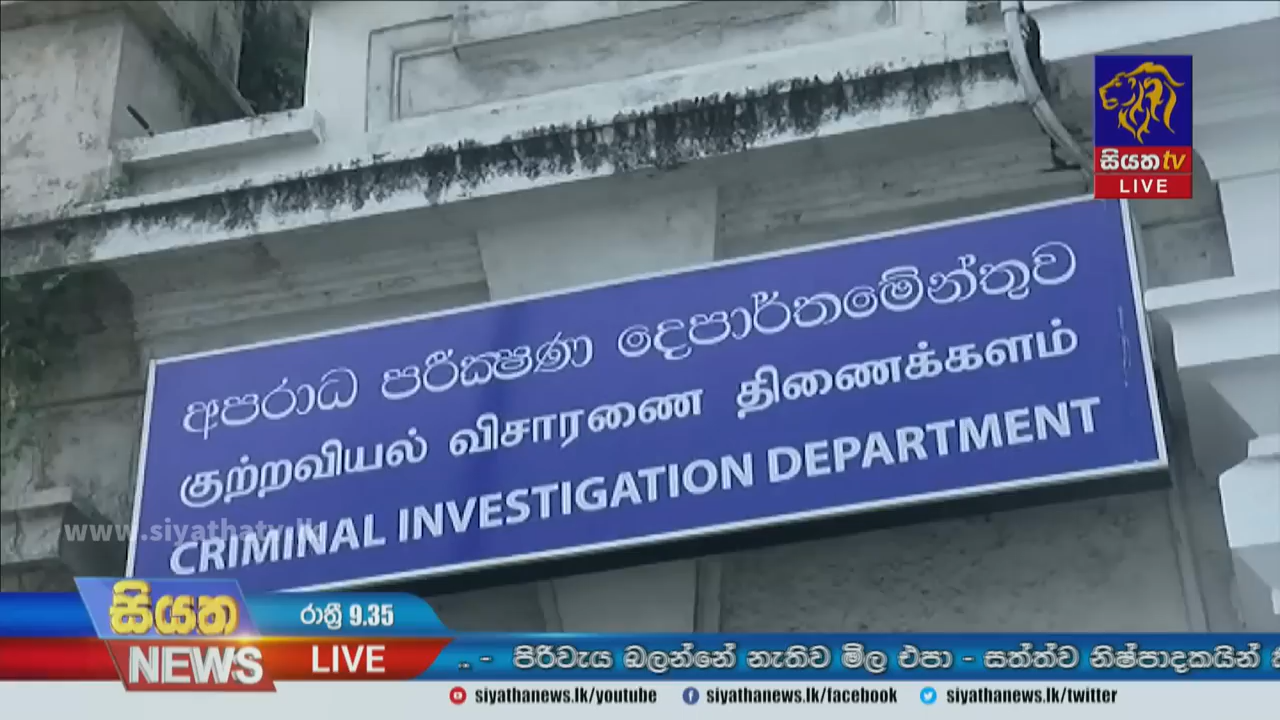 සියත tv
LIVE
අපරාධ පරීක්ෂණ දෙපාර්තමේන්තුව
குற்றவியல் விசாரணை திணைக்களம்
CRIMINAL INVESTIGATION DEPARTMENT
www.siyathatv.lk
සියත
NEWS
රාත්‍රී 9.35
LIVE
.. - පිරිවැය බලන්නේ නැතිව මිල එපා - සත්ත්ව නිෂ්පාදකයින්
siyathanews.lk/youtube siyathanews.lk/facebook siyathanews.lk/twitter